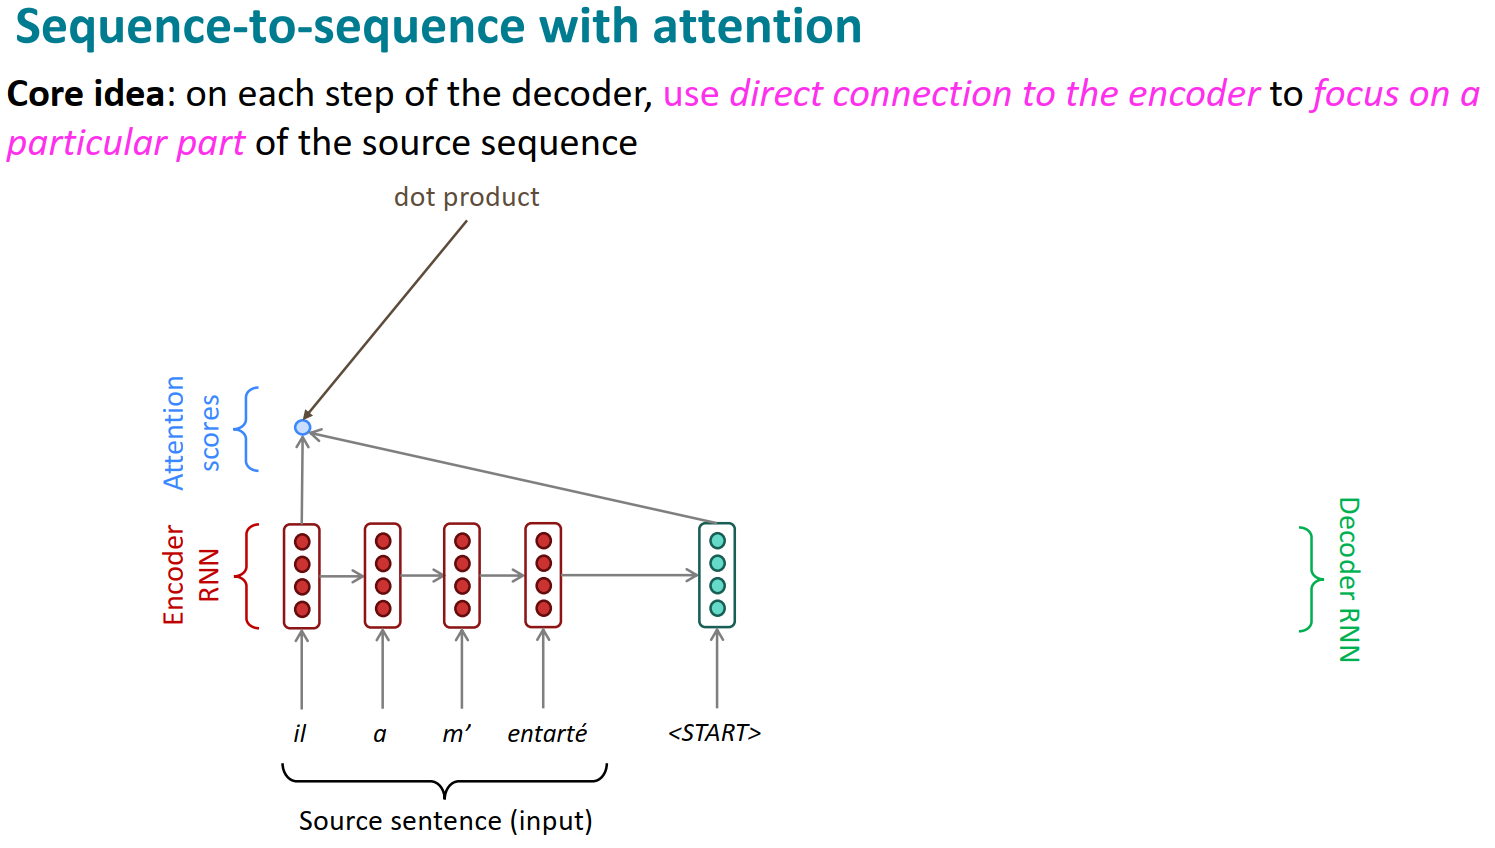 Sequence-to-sequence with attention
Core idea: on each step of the decoder, use direct connection to the encoder to focus on a
particular part of the source sequence
dot product
Attention
scores
Encoder
RNN
Decoder RNN
il a m’ entarté <START>
Source sentence (input)